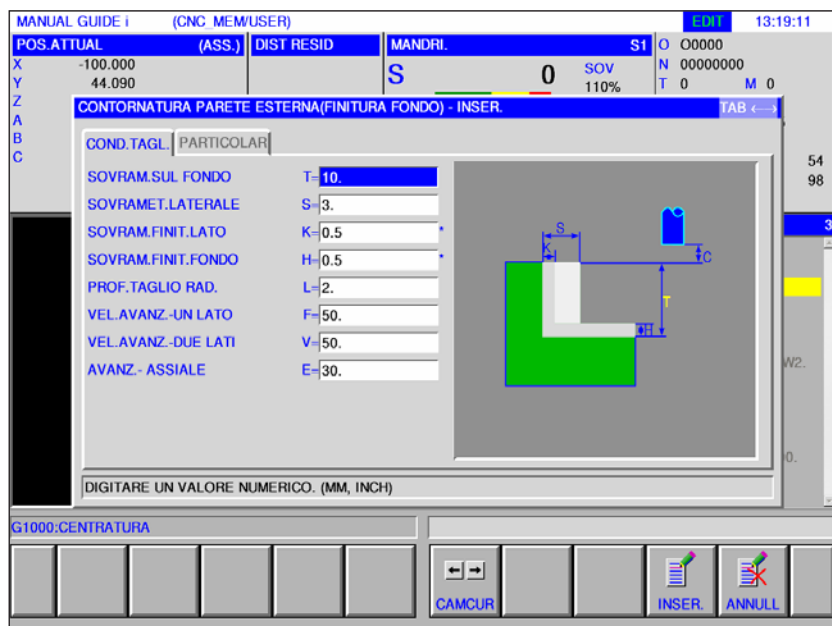 MANUAL GUIDE i (CNC_MEM/USER) EDIT 13:19:11
POS.ATTUAL (ASS.) DIST RESID MANDRI. S1 O O0000
X -100.000 N 00000000
Y 44.090 S 0 SOV 110% T 0 M 0
Z
A
B
C
54
98
3
CONTORNATURA PARETE ESTERNA(FINITURA FONDO) - INSER. TAB ←→
COND.TAGL. PARTICOLAR
SOVRAM.SUL FONDO T=10.
SOVRAMET.LATERALE S=3.
SOVRAM.FINIT.LATO K=0.5 *
SOVRAM.FINIT.FONDO H=0.5 *
PROF.TAGLIO RAD. L=2.
VEL.AVANZ.-UN LATO F=50.
VEL.AVANZ.-DUE LATI V=50.
AVANZ.- ASSIALE E=30.
S
K
C
T
H
W2.
0.
DIGITARE UN VALORE NUMERICO. (MM, INCH)
G1000:CENTRATURA
CAMCUR INSER. ANNULL